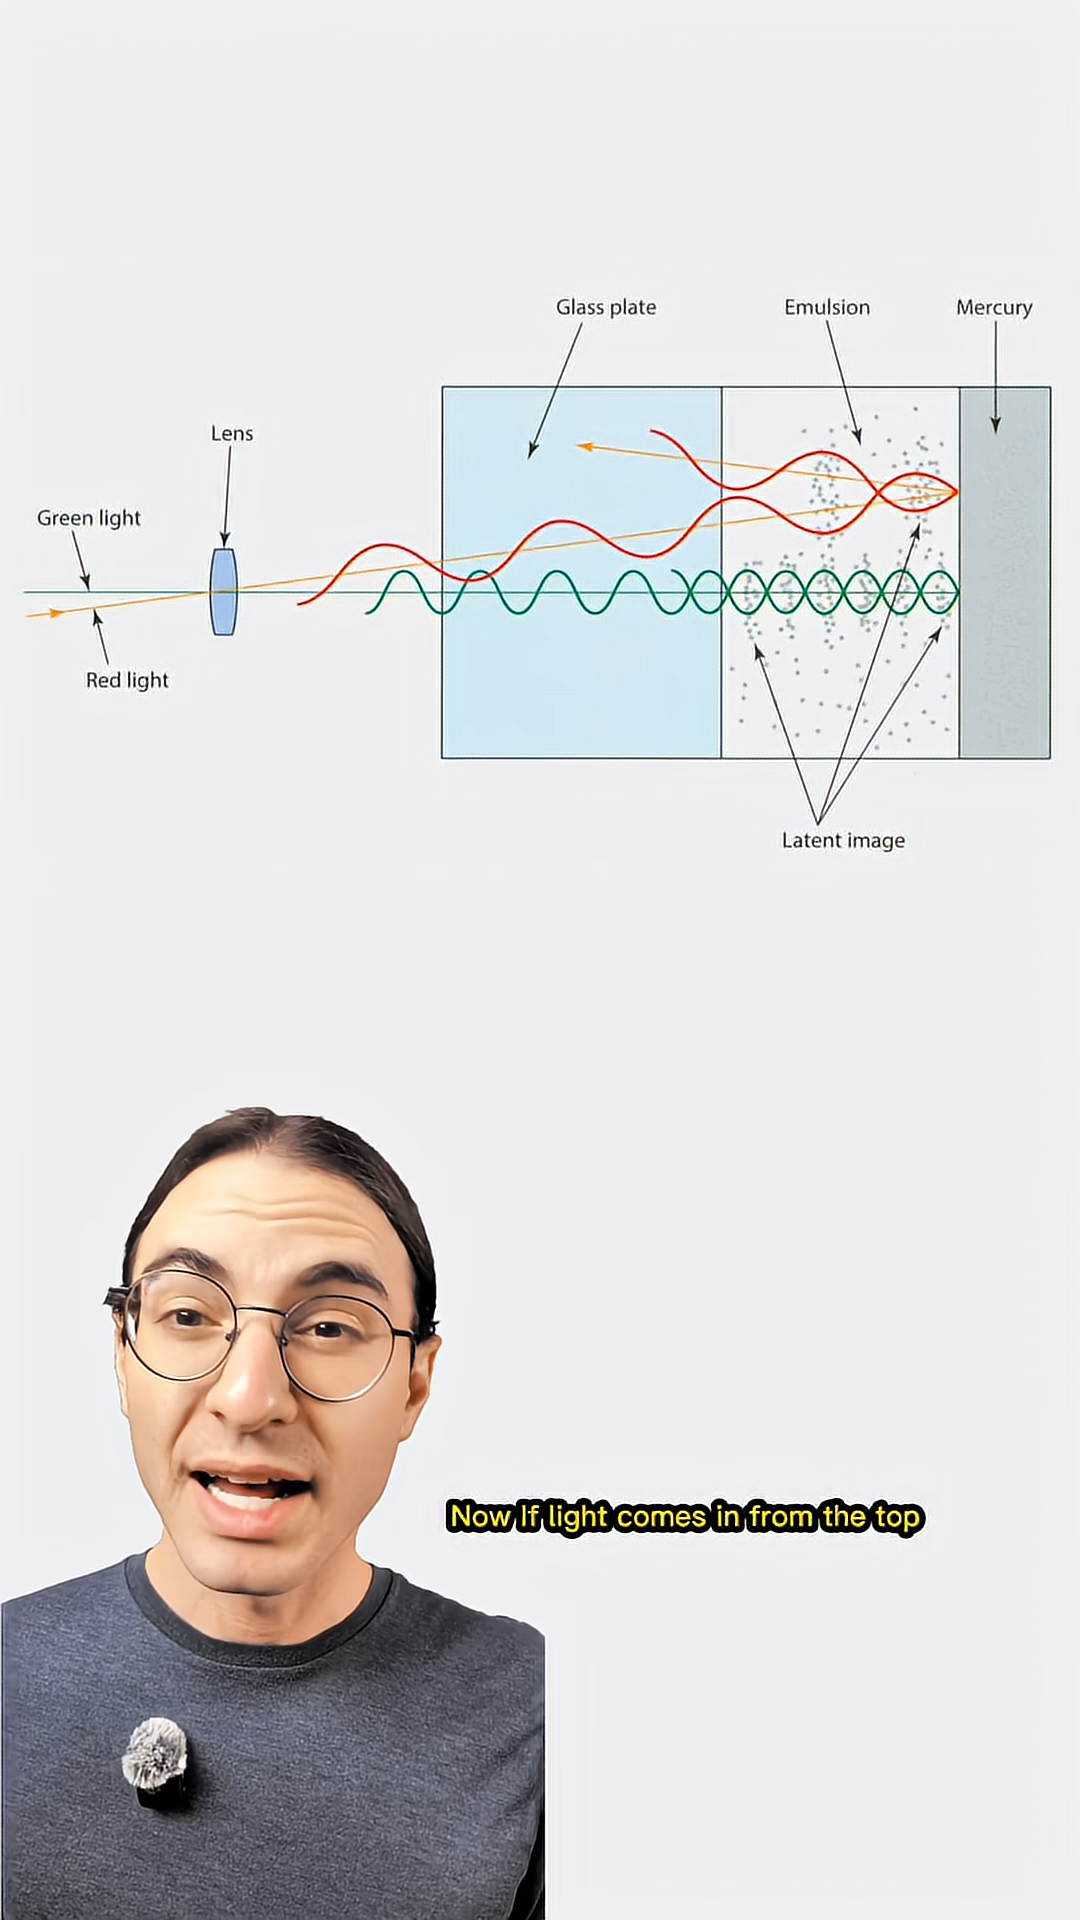 Glass plate
Emulsion
Mercury
Lens
Green light
Red light
Latent image
Now If light comes in from the top